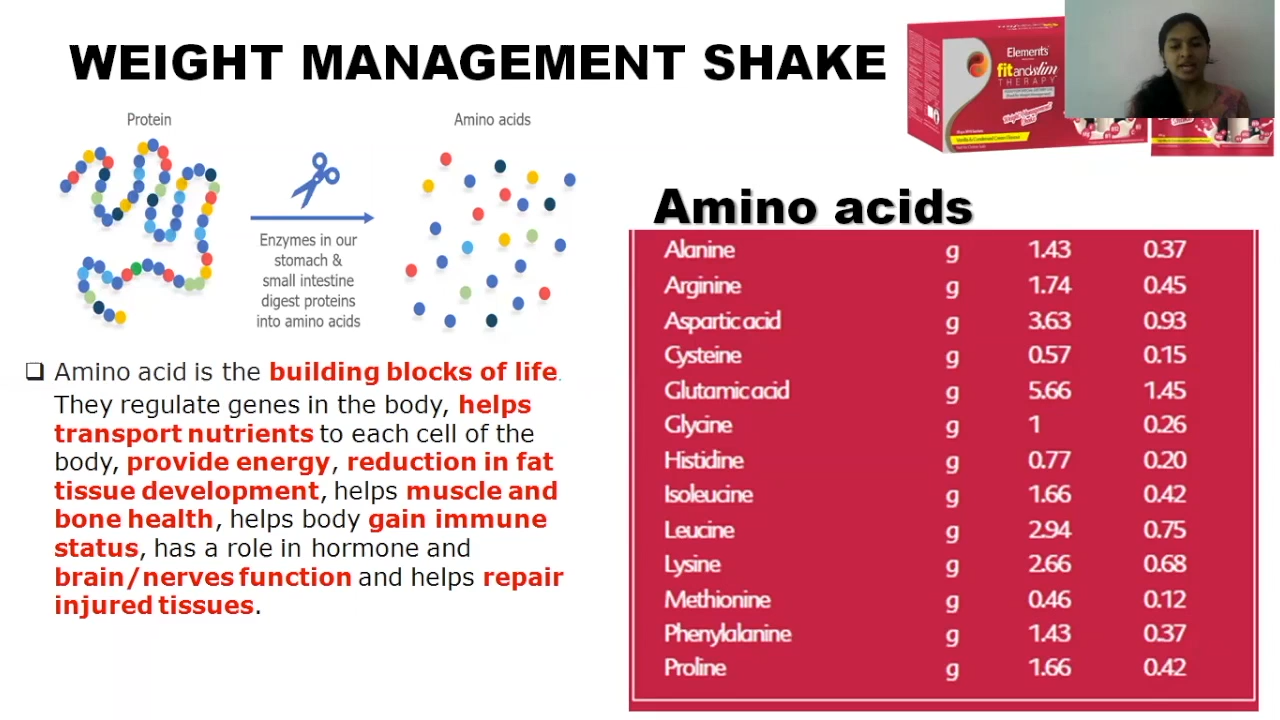 WEIGHT MANAGEMENT SHAKE
Elements
fitandslim
THERAPY
Protein
Amino acids
Enzymes in our
stomach &
small intestine
digest proteins
into amino acids
Amino acid is the building blocks of life.
They regulate genes in the body, helps
transport nutrients to each cell of the
body, provide energy, reduction in fat
tissue development, helps muscle and
bone health, helps body gain immune
status, has a role in hormone and
brain/nerves function and helps repair
injured tissues.
Amino acids
Alanine g 1.43 0.37
Arginine g 1.74 0.45
Aspartic acid g 3.63 0.93
Cysteine g 0.57 0.15
Glutamic acid g 5.66 1.45
Glycine g 1 0.26
Histidine g 0.77 0.20
Isoleucine g 1.66 0.42
Leucine g 2.94 0.75
Lysine g 2.66 0.68
Methionine g 0.46 0.12
Phenylalanine g 1.43 0.37
Proline g 1.66 0.42